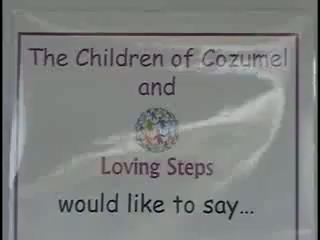 The Children of Cozumel
and
Loving Steps
would like to say...